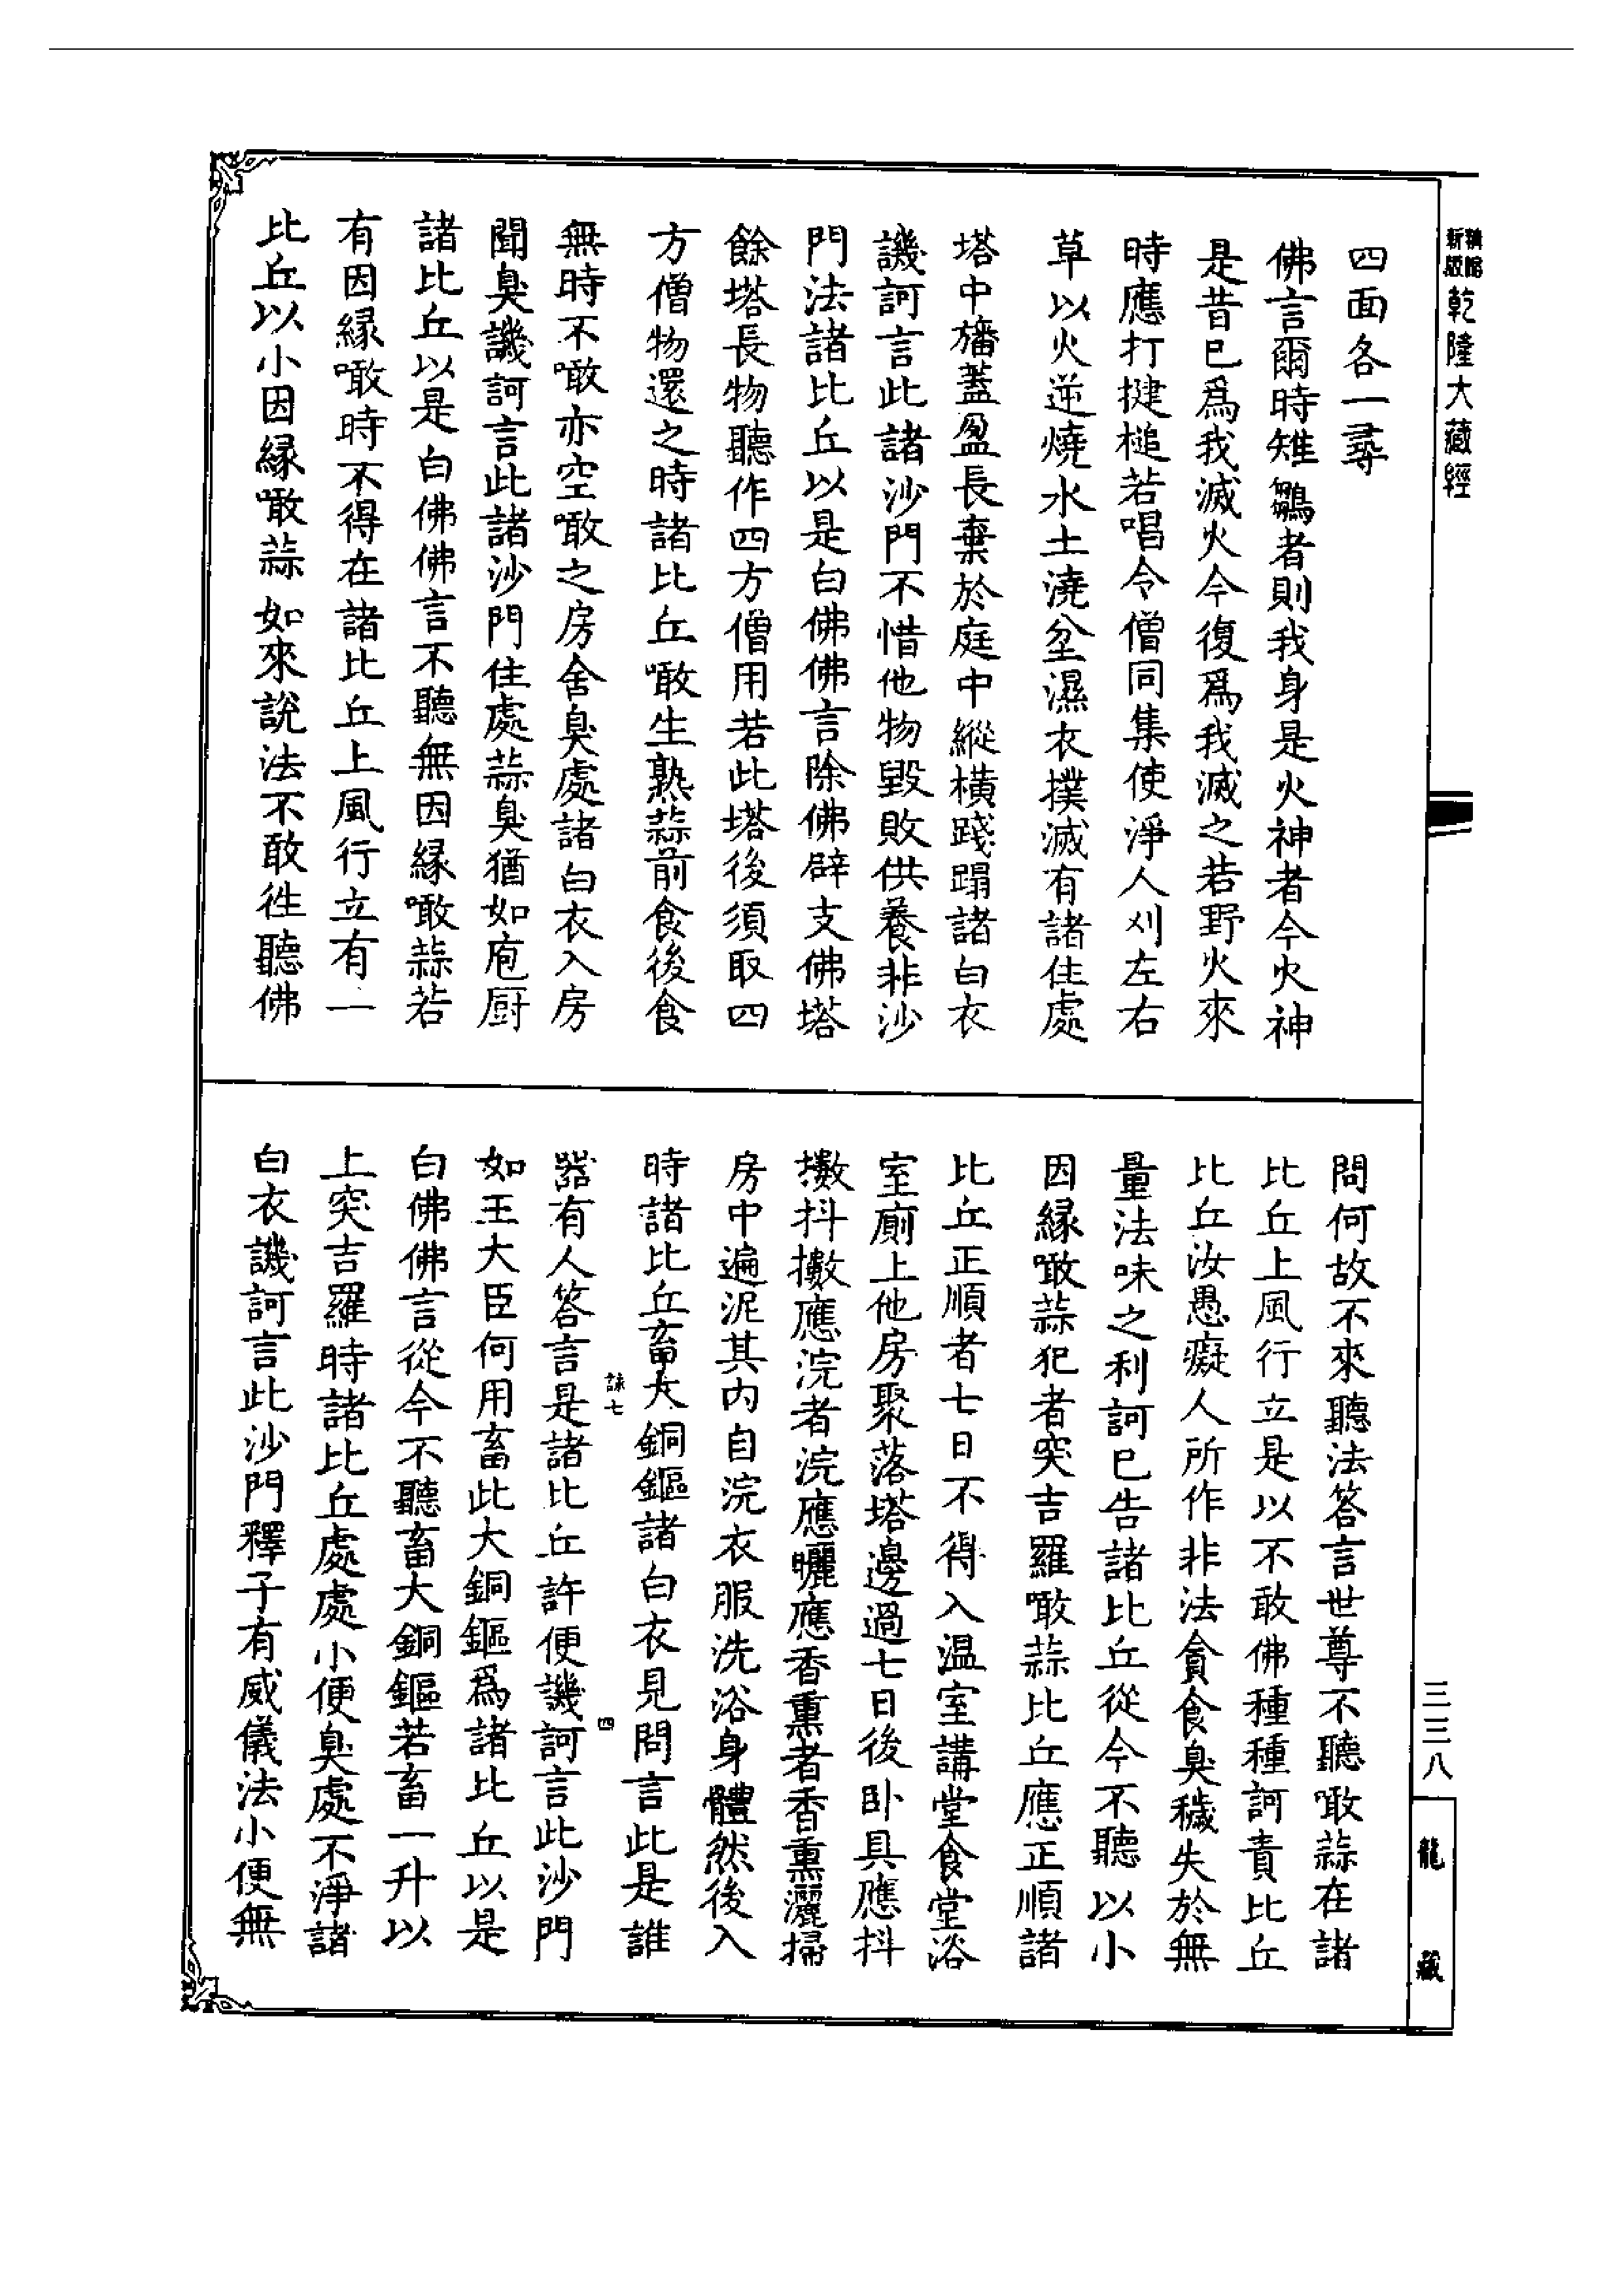 新版
精館
乾隆大藏經
四面各一尋
佛言爾時雉鶵者則我身是火神者今火神
是昔已爲我滅火今復爲我滅之若野火來
時應打揵槌若唱令僧同集使淨人刈左右
草以火逆燒水土澆坌濕衣撲滅有諸住處
塔中旛蓋盈長棄於庭中縱橫踐蹋諸白衣
譏訶言此諸沙門不惜他物毀敗供養非沙
門法諸比丘以是白佛佛言除佛辟支佛塔
餘塔長物聽作四方僧用若此塔後須取四
方僧物還之時諸比丘噉生熟蒜前食後食
無時不噉亦空噉之房舍臭處諸白衣入房
聞臭譏訶言此諸沙門住處蒜臭猶如庖厨
諸比丘以是白佛佛言不聽無因縁噉蒜若
有因縁噉時不得在諸比丘上風行立有一
比丘以小因縁噉蒜如來說法不敢徃聽佛
問何故不來聽法答言世尊不聽噉蒜在諸
比丘上風行立是以不敢佛種種訶責比丘
比丘汝愚癡人所作非法貪食臭穢失於無
量法味之利訶已告諸比丘從今不聽以小
因縁噉蒜犯者突吉羅噉蒜比丘應正順諸
比丘正順者七日不得入温室講堂食堂浴
室廁上他房聚落塔邊過七日後卧具應抖
擻抖擻應浣者浣應曬應香熏者香熏灑掃
房中遍泥其内自浣衣服洗浴身體然後入
時諸比丘畜大銅鏂諸白衣見問言此是誰
器有人答言是諸比丘許便譏訶言此沙門
如王大臣何用畜此大銅鏂爲諸比丘以是
白佛佛言從今不聽畜大銅鏂若畜一升以
上突吉羅時諸比丘處處小便臭處不淨諸
白衣譏訶言此沙門釋子有威儀法小便無
七
四
三三八
龍藏